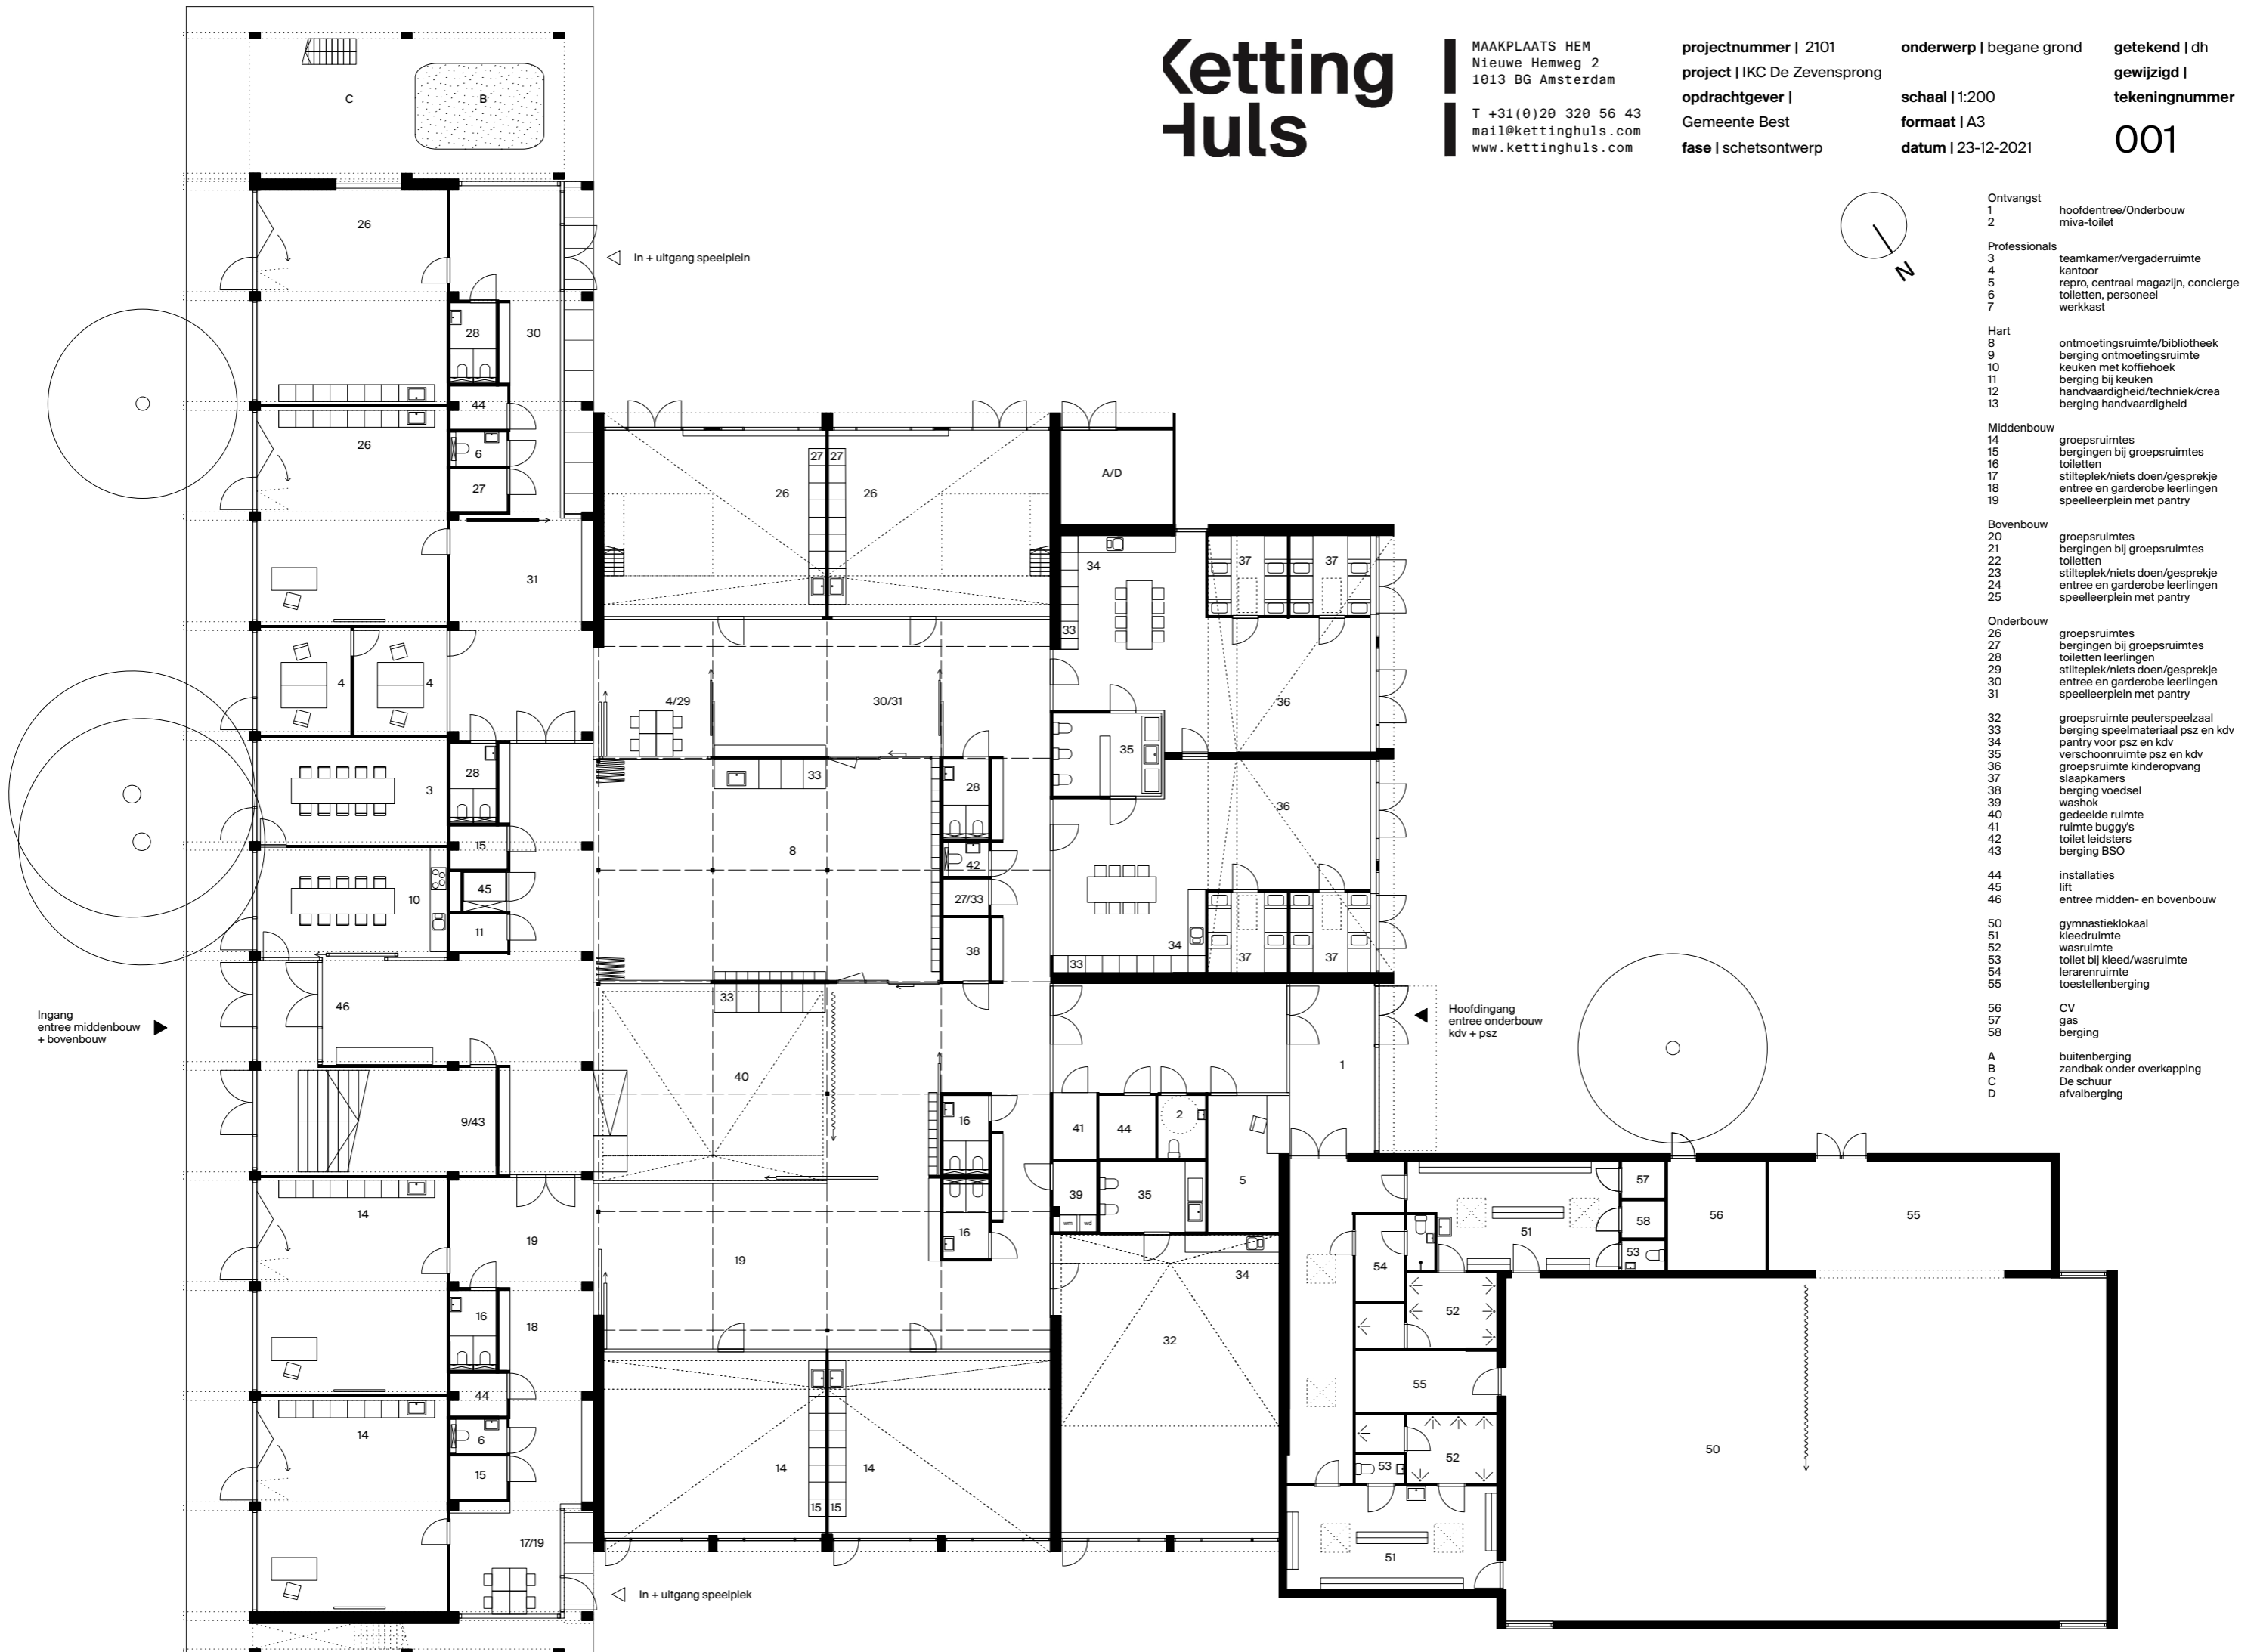 Ketting
Huls
MAAKPLAATS HEM
Nieuwe Hemweg 2
1013 BG Amsterdam
T +31(0)20 320 56 43
mail@kettinghuls.com
www.kettinghuls.com
projectnummer | 2101
project | IKC De Zevensprong
opdrachtgever |
Gemeente Best
fase | schetsontwerp
onderwerp | begane grond
schaal | 1:200
formaat | A3
datum | 23-12-2021
getekend | dh
gewijzigd |
tekeningnummer
001
N
Ontvangst
1 hoofdentree/Onderbouw
2 miva-toilet
Professionals
3 teamkamer/vergaderruimte
4 kantoor
5 repro, centraal magazijn, concierge
6 toiletten, personeel
7 werkkast
Hart
8 ontmoetingsruimte/bibliotheek
9 berging ontmoetingsruimte
10 keuken met koffiehoek
11 berging bij keuken
12 handvaardigheid/techniek/crea
13 berging handvaardigheid
Middenbouw
14 groepsruimtes
15 bergingen bij groepsruimtes
16 toiletten
17 stilteplek/niets doen/gesprekje
18 entree en garderobe leerlingen
19 speelleerplein met pantry
Bovenbouw
20 groepsruimtes
21 bergingen bij groepsruimtes
22 toiletten
23 stilteplek/niets doen/gesprekje
24 entree en garderobe leerlingen
25 speelleerplein met pantry
Onderbouw
26 groepsruimtes
27 bergingen bij groepsruimtes
28 toiletten leerlingen
29 stilteplek/niets doen/gesprekje
30 entree en garderobe leerlingen
31 speelleerplein met pantry
32 groepsruimte peuterspeelzaal
33 berging speelmateriaal psz en kdv
34 pantry voor psz en kdv
35 verschoonruimte psz en kdv
36 groepsruimte kinderopvang
37 slaapkamers
38 berging voedsel
39 washok
40 gedeelde ruimte
41 ruimte buggy's
42 toilet leidsters
43 berging BSO
44 installaties
45 lift
46 entree midden- en bovenbouw
50 gymnastieklokaal
51 kleedruimte
52 wasruimte
53 toilet bij kleed/wasruimte
54 lerarenruimte
55 toestellenberging
56 CV
57 gas
58 berging
A buitenberging
B zandbak onder overkapping
C De schuur
D afvalberging
C
B
26
In + uitgang speelplein
28
30
44
26
6
27
27 27
26
26
A/D
31
34
37
37
33
4
4
4/29
30/31
36
35
3
28
33
28
8
36
15
42
45
27/33
10
11
38
34
37
37
33
46
33
Ingang
entree middenbouw
+ bovenbouw
Hoofdingang
entree onderbouw
kdv + psz
1
40
9/43
16
41
44
2
39
35
5
wm
wd
14
19
16
19
34
57
58
53
56
55
51
54
52
16
18
32
44
55
14
6
14
14
15
15 15
53
52
50
17/19
51
In + uitgang speelplek